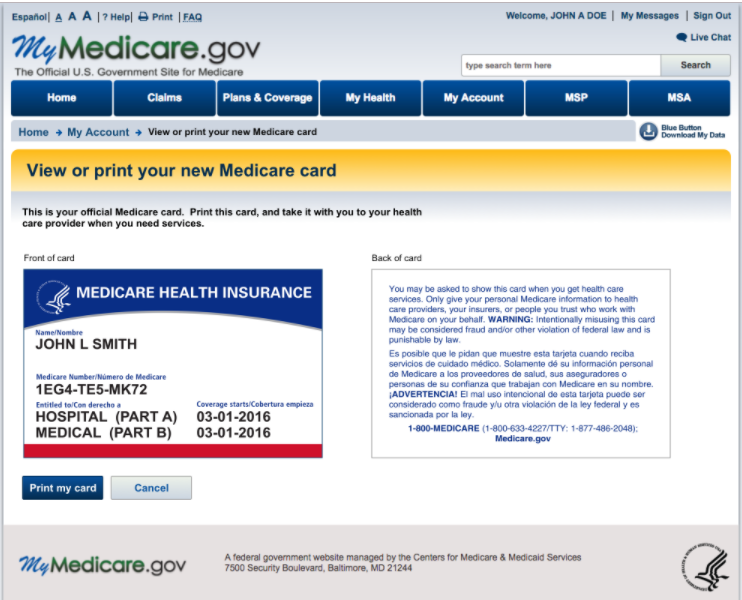 Español| A A A | ? Help| Print | FAQ
Welcome, JOHN A DOE | My Messages | Sign Out
Live Chat
MyMedicare.gov
The Official U.S. Government Site for Medicare
type search term here
Search
Home
Claims
Plans & Coverage
My Health
My Account
MSP
MSA
Home → My Account → View or print your new Medicare card
Blue Button
Download My Data
View or print your new Medicare card
This is your official Medicare card. Print this card, and take it with you to your health
care provider when you need services.
Front of card
MEDICARE HEALTH INSURANCE
Name/Nombre
JOHN L SMITH
Medicare Number/Número de Medicare
1EG4-TE5-MK72
Entitled to/Con derecho a
Coverage starts/Cobertura empieza
HOSPITAL (PART A) 03-01-2016
MEDICAL (PART B) 03-01-2016
Back of card
You may be asked to show this card when you get health care
services. Only give your personal Medicare information to health
care providers, your insurers, or people you trust who work with
Medicare on your behalf. WARNING: Intentionally misusing this card
may be considered fraud and/or other violation of federal law and is
punishable by law.
Es posible que le pidan que muestre esta tarjeta cuando reciba
servicios de cuidado médico. Solamente dé su información personal
de Medicare a los proveedores de salud, sus aseguradores o
personas de su confianza que trabajan con Medicare en su nombre.
¡ADVERTENCIA! El mal uso intencional de esta tarjeta puede ser
considerado como fraude y/u otra violación de la ley federal y es
sancionada por la ley.
1-800-MEDICARE (1-800-633-4227/TTY: 1-877-486-2048);
Medicare.gov
Print my card
Cancel
MyMedicare.gov
A federal government website managed by the Centers for Medicare & Medicaid Services
7500 Security Boulevard, Baltimore, MD 21244